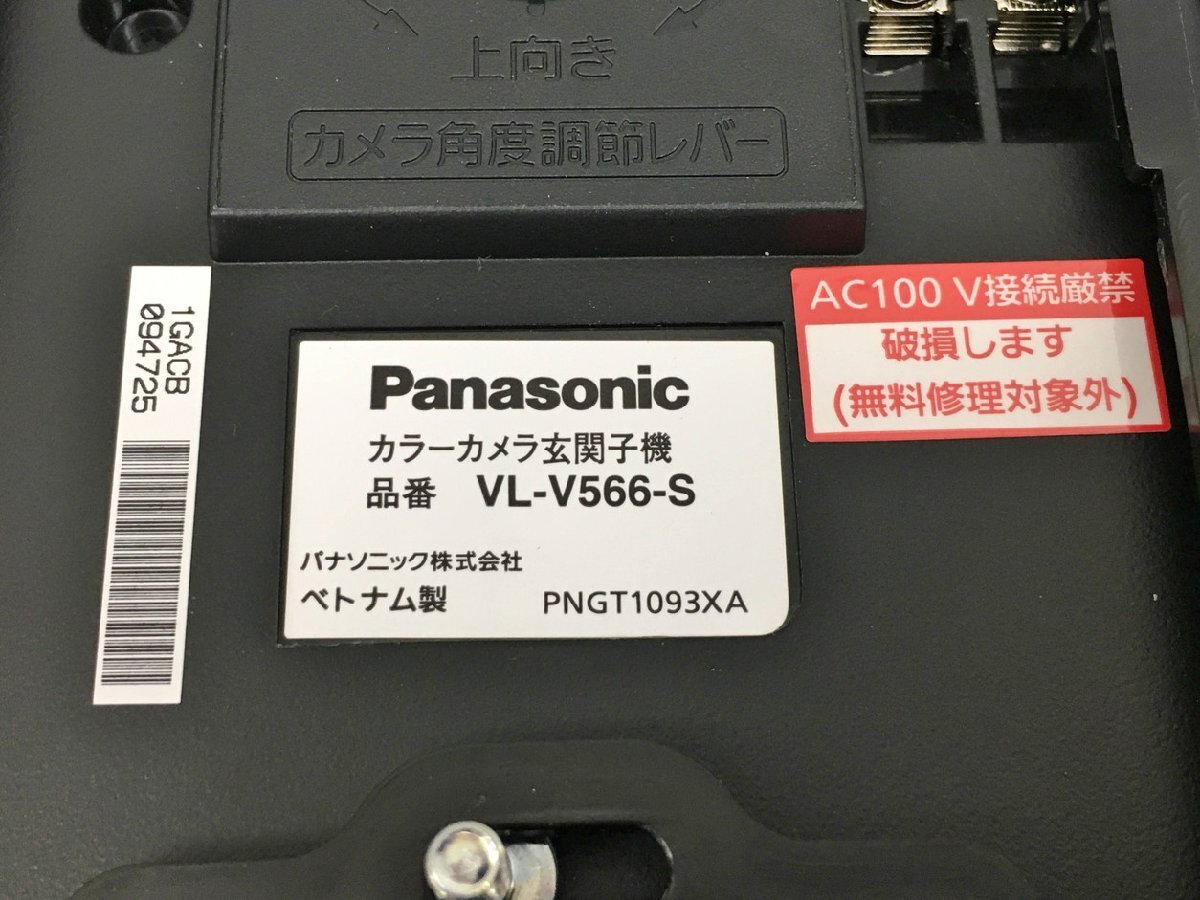 上向き
カメラ角度調節レバー
AC100 V接続厳禁
破損します
(無料修理対象外)
1GACB
094725
Panasonic
カラーカメラ玄関子機
品番 VL-V566-S
パナソニック株式会社
ベトナム製 PNGT1093XA